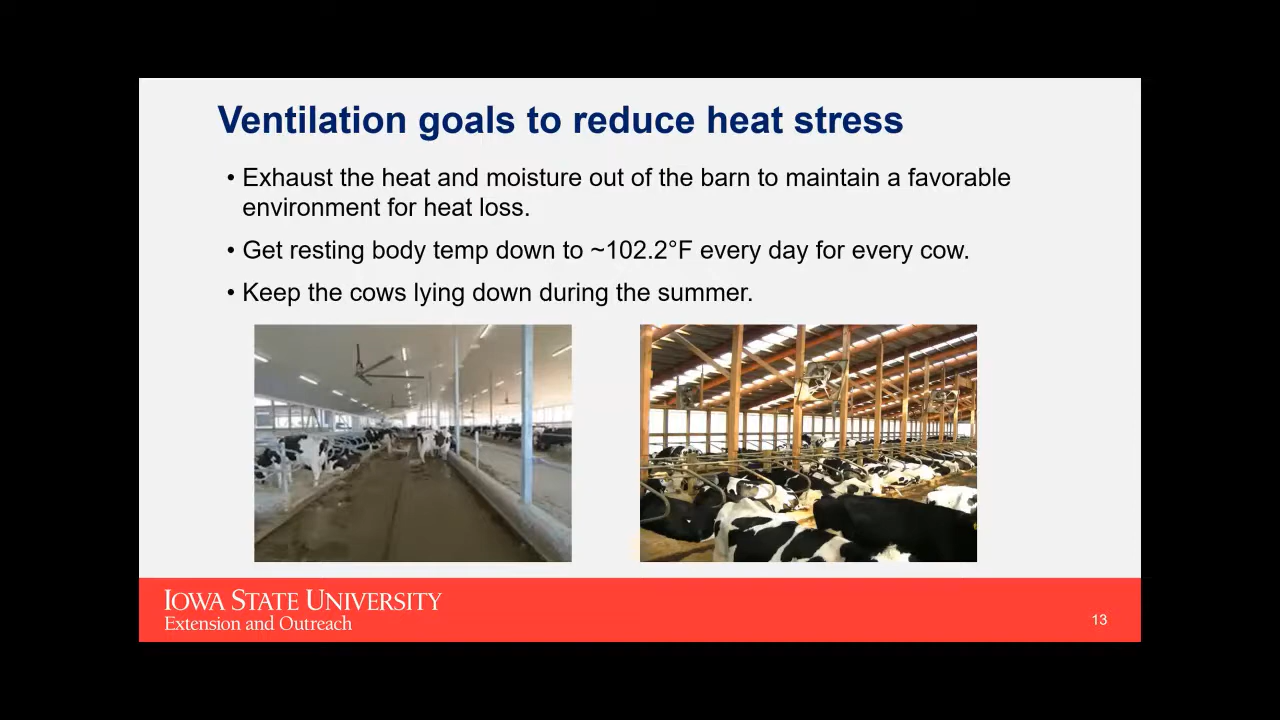 Ventilation goals to reduce heat stress
• Exhaust the heat and moisture out of the barn to maintain a favorable
environment for heat loss.
• Get resting body temp down to ~102.2°F every day for every cow.
• Keep the cows lying down during the summer.
IOWA STATE UNIVERSITY
Extension and Outreach
13